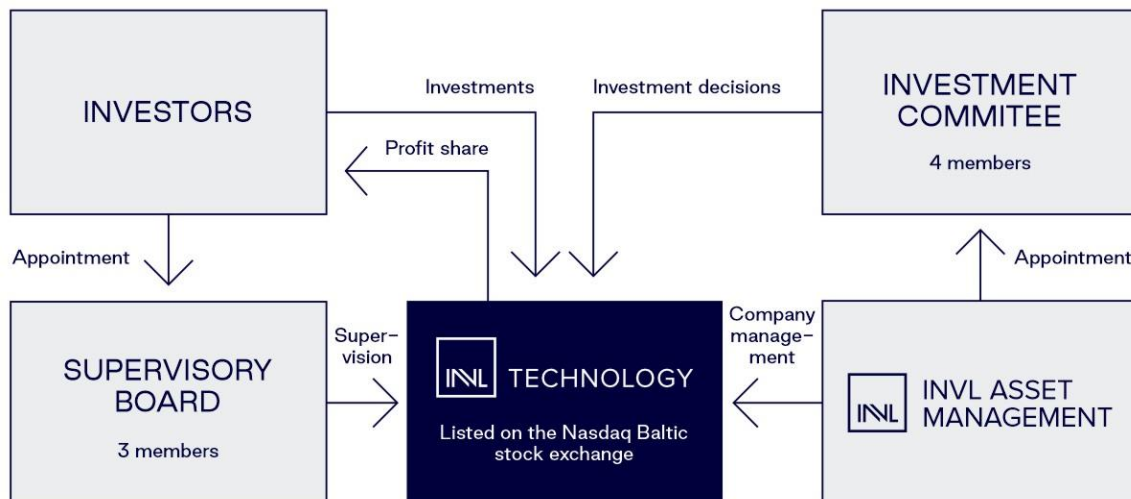 INVESTORS
Investments
Profit share
Investment decisions
INVESTMENT
COMMITEE
4 members
Appointment
Appointment
SUPERVISORY
BOARD
3 members
Super-
vision
INVL TECHNOLOGY
Listed on the Nasdaq Baltic
stock exchange
Company
manage-
ment
INVL INVL ASSET
MANAGEMENT